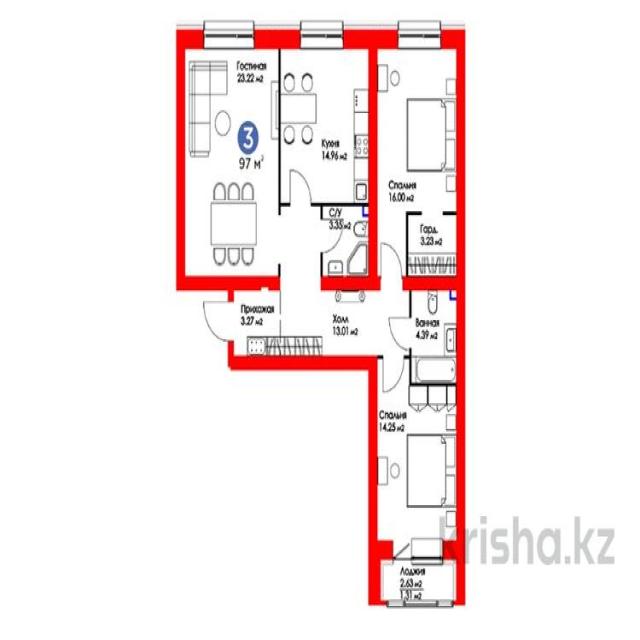 Гостиная
23.22 м2
3
97 м²
Кухня
14.96 м2
Спальня
16.00 м2
С/У
3.35 м2
Гард.
3.23 м2
Прихожая
3.27 м2
Холл
13.01 м2
Ванная
4.39 м2
Спальня
14.25 м2
krisha.kz
Лоджия
2.63 м2
1.31 м2